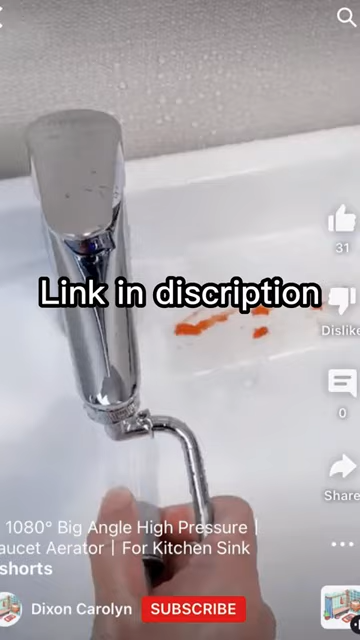 Link in discription
31
Dislike
0
Share
1080° Big Angle High Pressure |
aucet Aerator | For Kitchen Sink
shorts
Dixon Carolyn
SUBSCRIBE